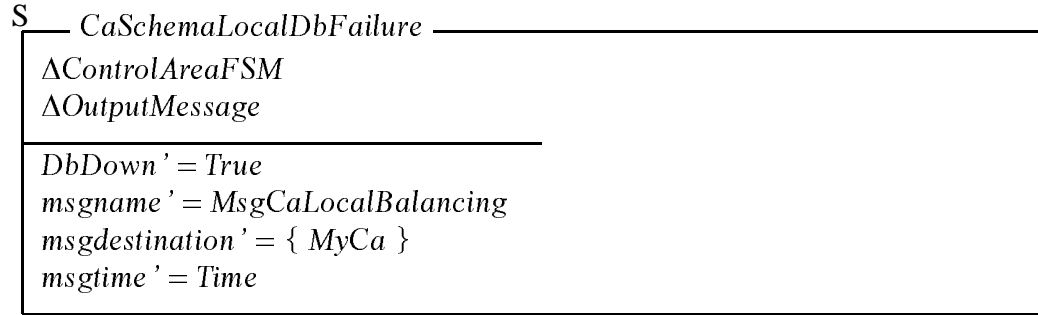 S
CaSchemaLocalDbFailure
ΔControlAreaFSM
ΔOutputMessage
DbDown ' = True
msgname ' = MsgCaLocalBalancing
msgdestination ' = { MyCa }
msgtime ' = Time